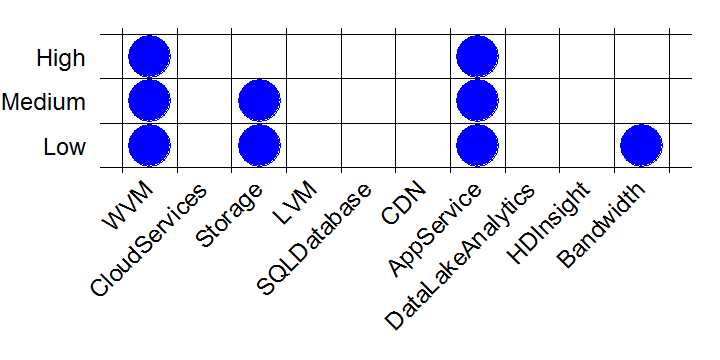 High
Medium
Low
WVM
CloudServices
Storage
LVM
SQLDatabase
CDN
AppService
DataLakeAnalytics
HDInsight
Bandwidth